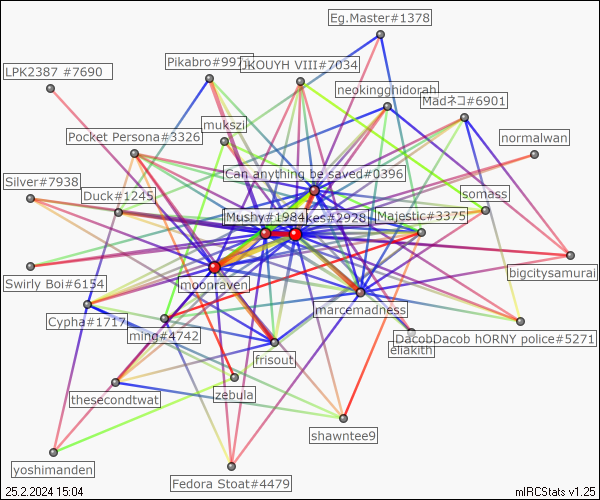 Eg.Master#1378
Pikabro#997
JKOUYH VIII#7034
LPK2387 #7690
neokingghidorah
Madネコ#6901
mukszi
Pocket Persona#3326
normalwan
Can anything be saved#0396
Silver#7938
Duck#1245
somass
Mushy#1984
kes#2928
Majestic#3375
bigcitysamurai
Swirly Boi#6154
moonraven
marcemadness
Cypha#1717
ming#4742
DacobDacob hORNY police#5271
eliakith
frisout
thesecondtwat
zebula
shawntee9
yoshimanden
Fedora Stoat#4479
25.2.2024 15:04
mIRCStats v1.25